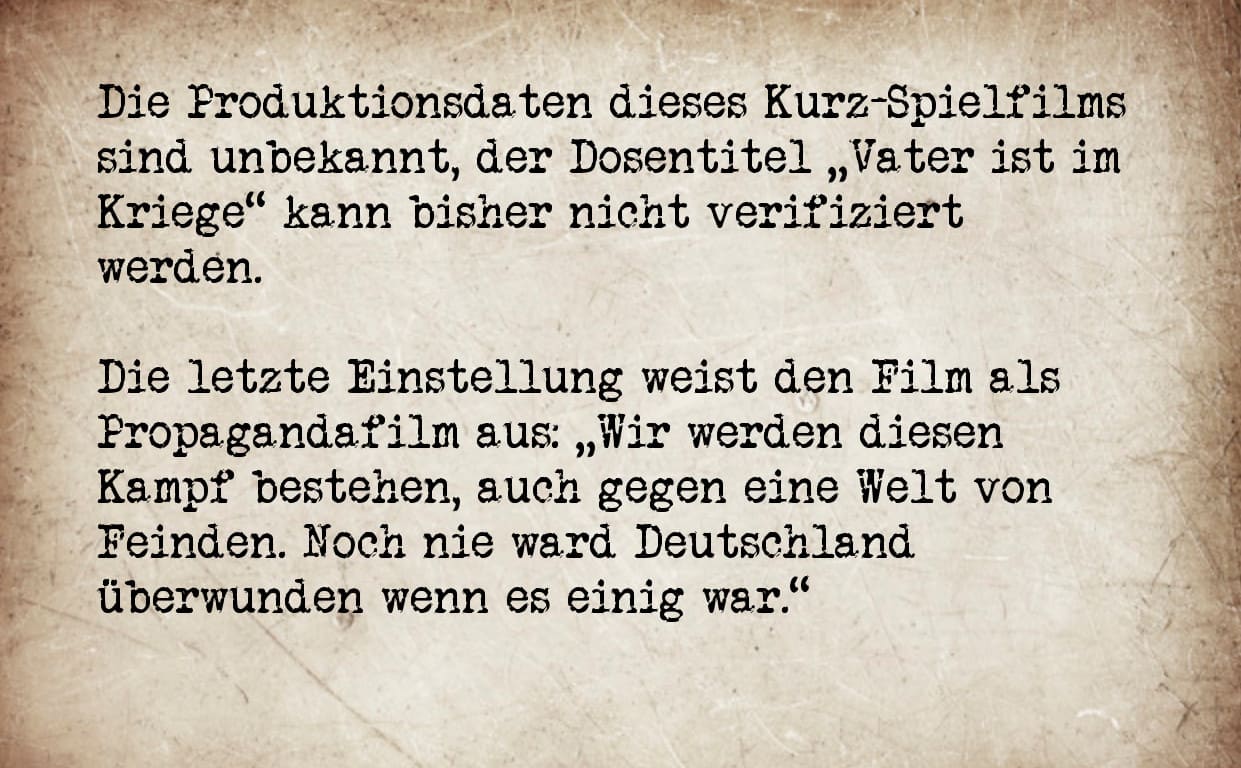 Die Produktionsdaten dieses Kurz-Spielfilms
sind unbekannt, der Dosentitel „Vater ist im
Kriege“ kann bisher nicht verifiziert
werden.
Die letzte Einstellung weist den Film als
Propagandafilm aus: „Wir werden diesen
Kampf bestehen, auch gegen eine Welt von
Feinden. Noch nie ward Deutschland
überwunden wenn es einig war.“